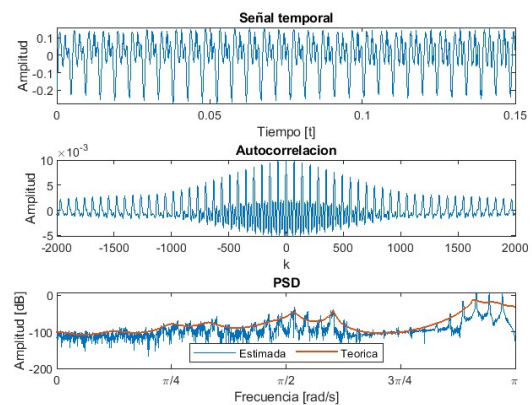 Señal temporal
Amplitud
0.1
0
-0.1
-0.2
0
0.05
0.1
0.15
Tiempo [t]
Autocorrelacion
×10⁻³
Amplitud
10
5
0
-5
-2000
-1500
-1000
-500
0
500
1000
1500
2000
k
PSD
Amplitud [dB]
0
-100
-200
Estimada
Teorica
0
π/4
π/2
3π/4
π
Frecuencia [rad/s]